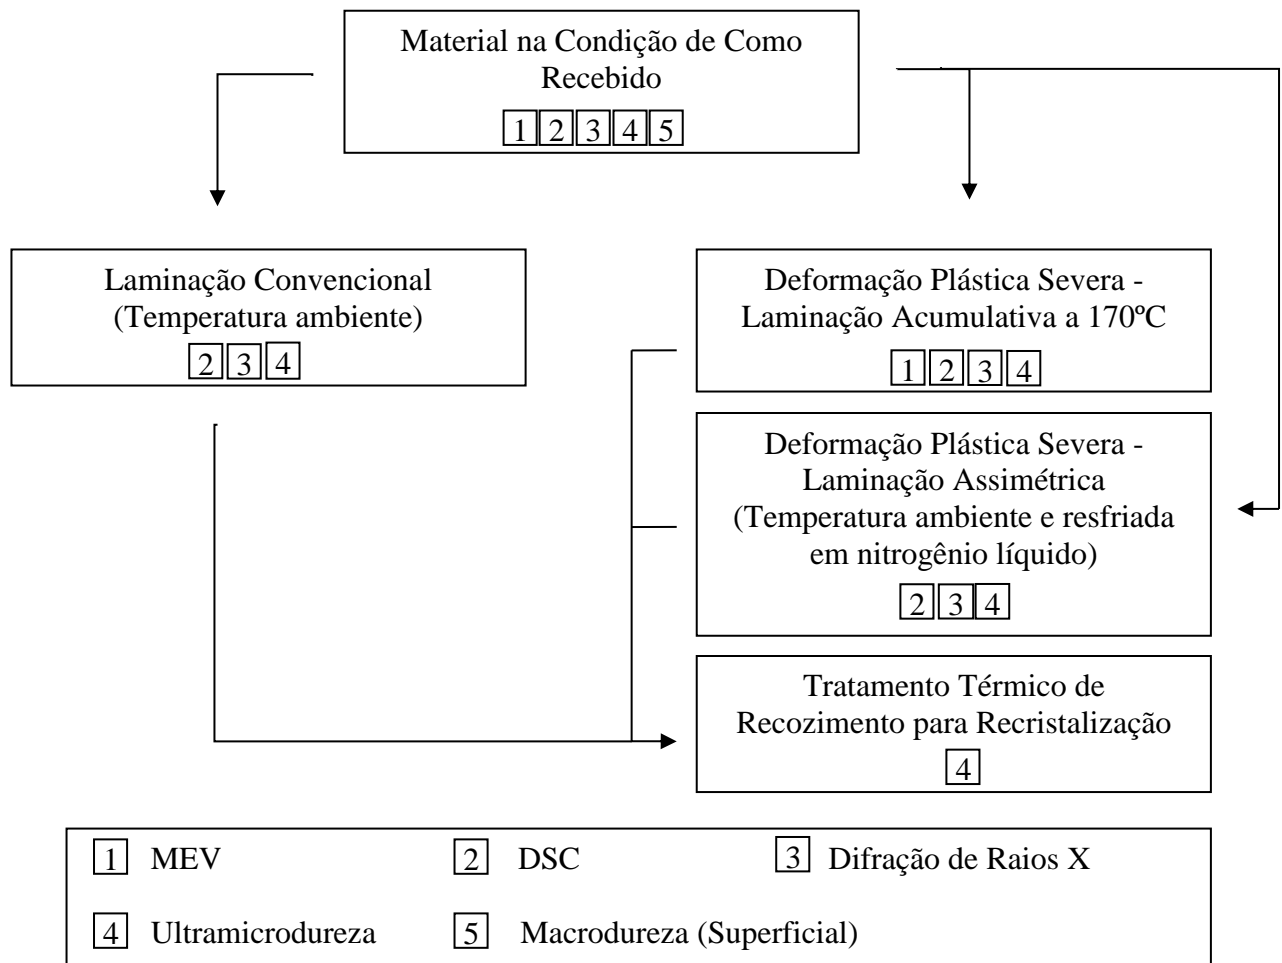 Material na Condição de Como
Recebido
1 2 3 4 5
Laminação Convencional
(Temperatura ambiente)
2 3 4
Deformação Plástica Severa -
Laminação Acumulativa a 170ºC
1 2 3 4
Deformação Plástica Severa -
Laminação Assimétrica
(Temperatura ambiente e resfriada
em nitrogênio líquido)
2 3 4
Tratamento Térmico de
Recozimento para Recristalização
4
1 MEV 2 DSC 3 Difração de Raios X
4 Ultramicrodureza 5 Macrodureza (Superficial)